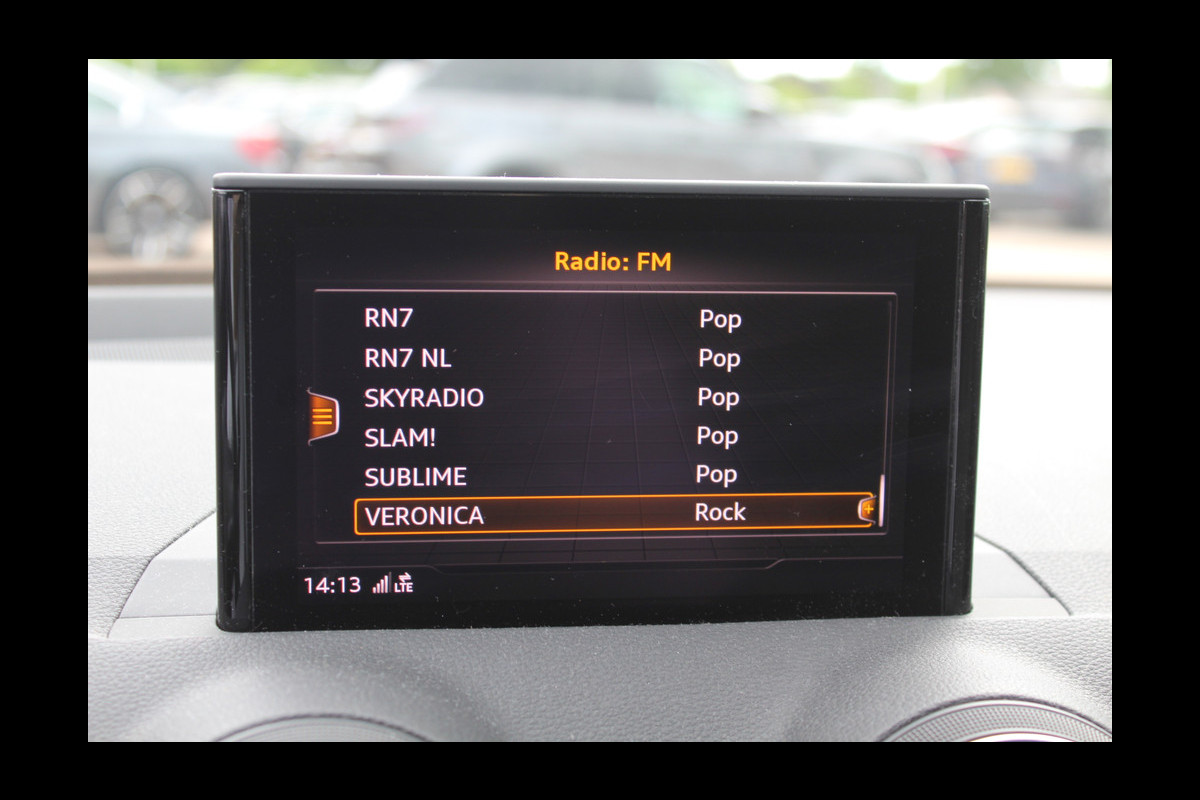 Radio: FM
RN7 Pop
RN7 NL Pop
SKYRADIO Pop
SLAM! Pop
SUBLIME Pop
VERONICA Rock
14:13 LTE